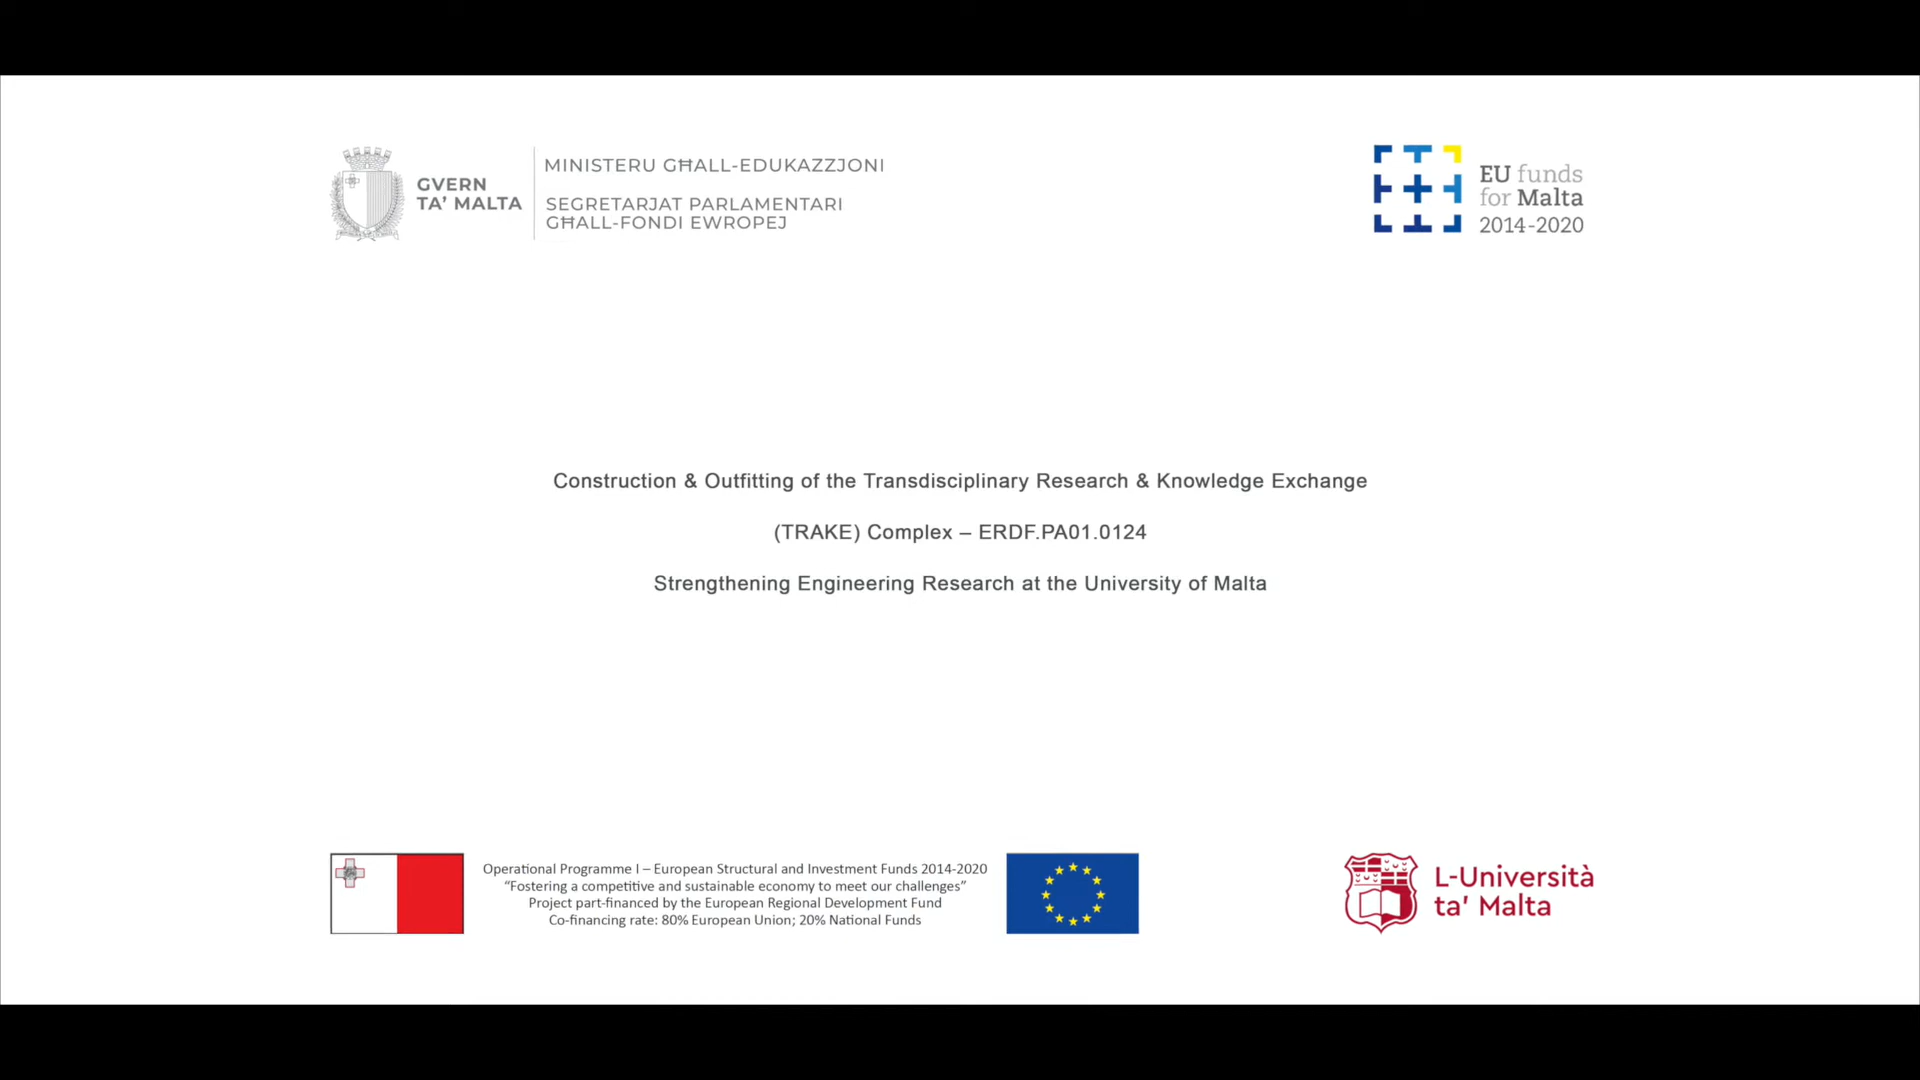 GVERN
TA' MALTA
MINISTERU GĦALL-EDUKAZZJONI
SEGRETARJAT PARLAMENTARI
GĦALL-FONDI EWROPEJ
EU funds
for Malta
2014-2020
Construction & Outfitting of the Transdisciplinary Research & Knowledge Exchange
(TRAKE) Complex – ERDF.PA01.0124
Strengthening Engineering Research at the University of Malta
Operational Programme I – European Structural and Investment Funds 2014-2020
“Fostering a competitive and sustainable economy to meet our challenges”
Project part-financed by the European Regional Development Fund
Co-financing rate: 80% European Union; 20% National Funds
L-Università
ta' Malta